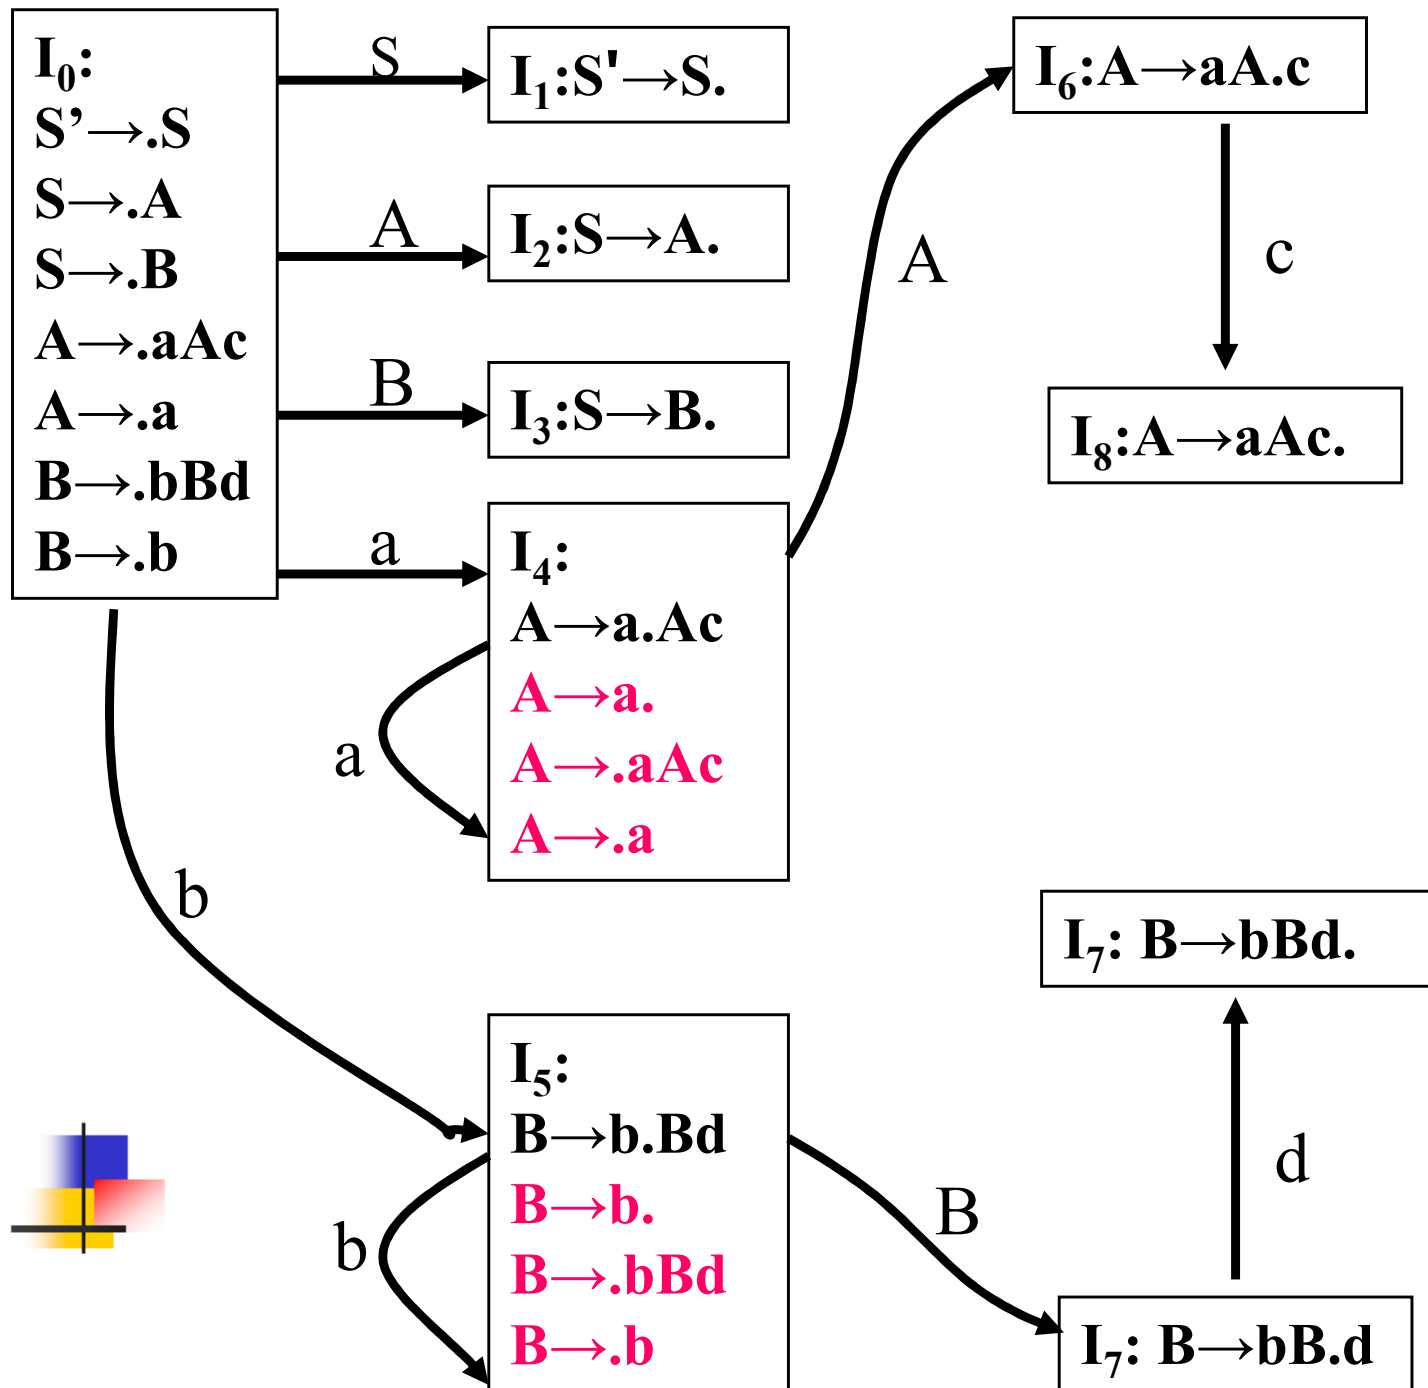 I₀:
S’→.S
S→.A
S→.B
A→.aAc
A→.a
B→.bBd
B→.b
S
I₁:S'→S.
A
I₂:S→A.
B
I₃:S→B.
a
I₄:
A→a.Ac
A→a.
A→.aAc
A→.a
a
A
I₆:A→aA.c
c
I₈:A→aAc.
b
I₅:
B→b.Bd
B→b.
B→.bBd
B→.b
b
B
I₇: B→bB.d
d
I₇: B→bBd.